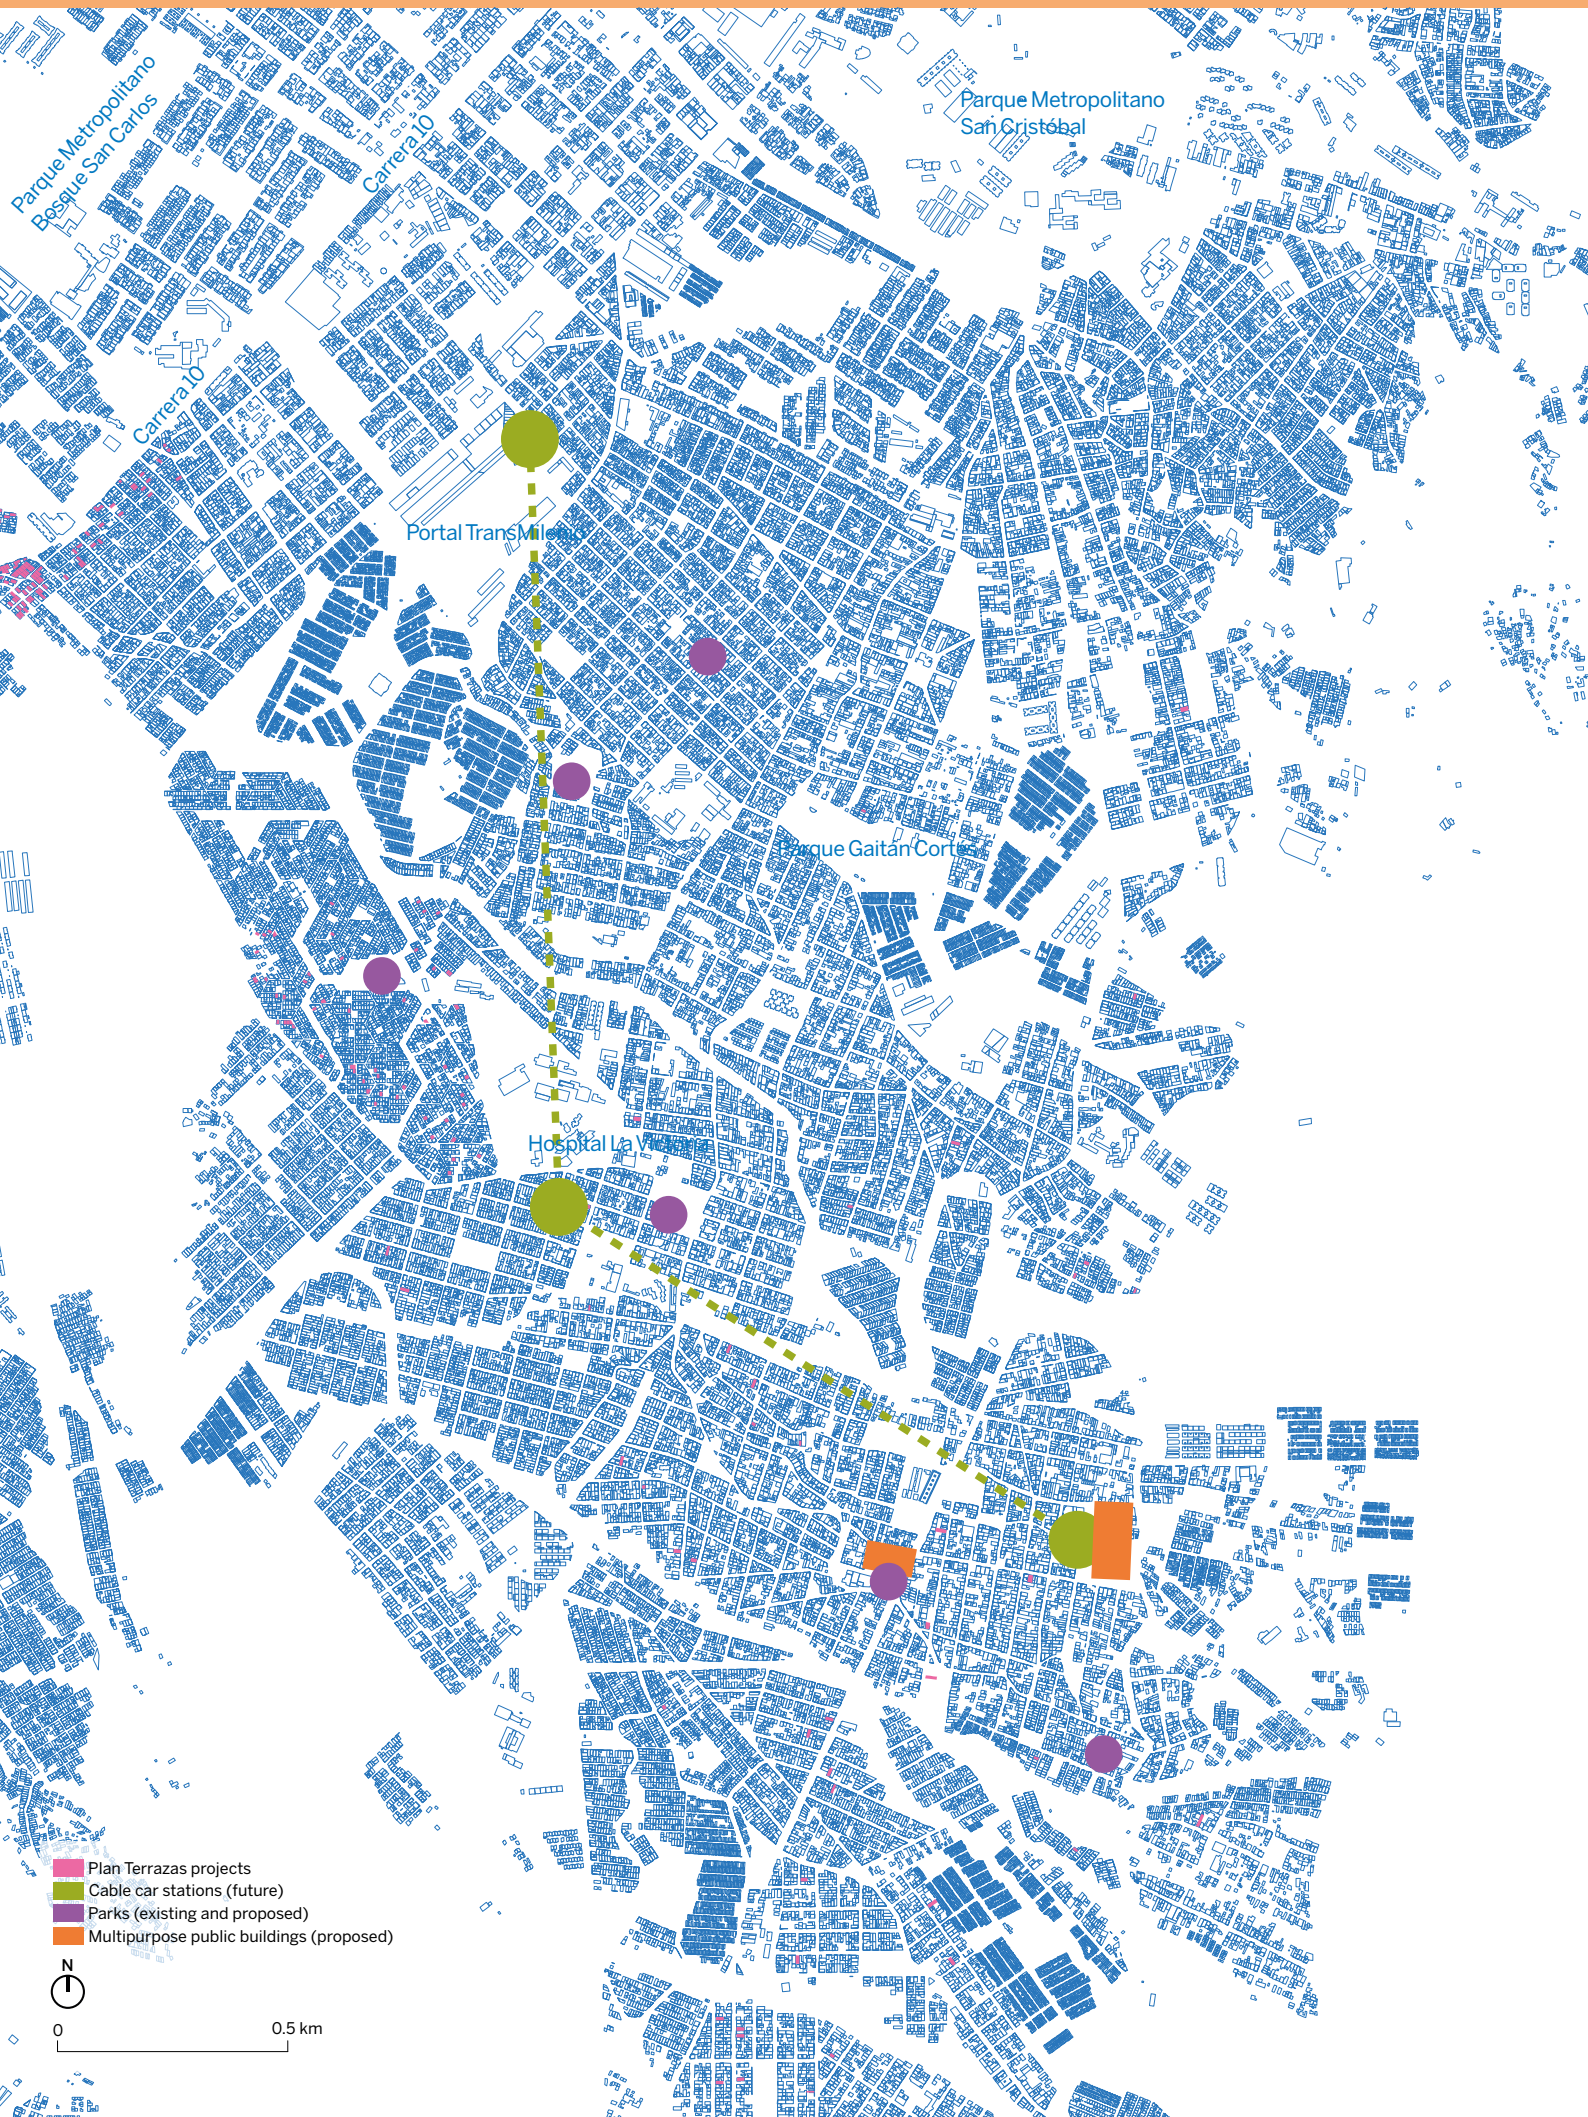 Parque Metropolitano
Bosque San Carlos
Carrera 10
Parque Metropolitano
San Cristóbal
Carrera 10
Portal TransMilenio
Parque Gaitán Cortés
Hospital La Victoria
Plan Terrazas projects
Cable car stations (future)
Parks (existing and proposed)
Multipurpose public buildings (proposed)
N
0
0.5 km